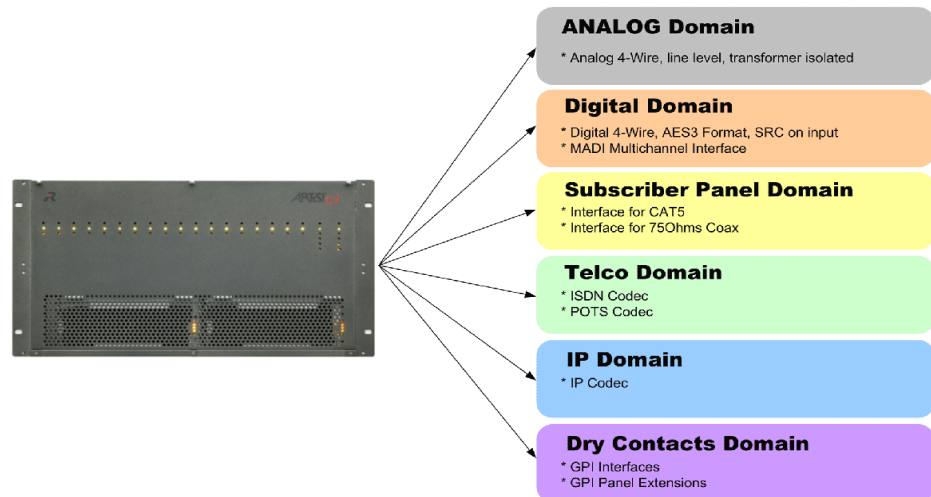 ANALOG Domain
* Analog 4-Wire, line level, transformer isolated
Digital Domain
* Digital 4-Wire, AES3 Format, SRC on input
* MADI Multichannel Interface
Subscriber Panel Domain
* Interface for CAT5
* Interface for 75Ohms Coax
Telco Domain
* ISDN Codec
* POTS Codec
IP Domain
* IP Codec
Dry Contacts Domain
* GPI Interfaces
* GPI Panel Extensions
ARTIST